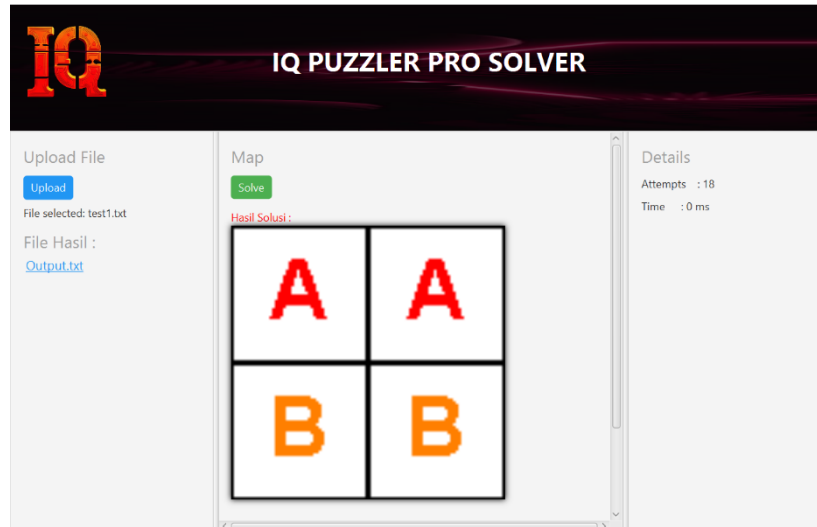 IQ
IQ PUZZLER PRO SOLVER
Upload File
Upload
File selected: test1.txt
File Hasil :
Output.txt
Map
Solve
Hasil Solusi :
A A
B B
Details
Attempts : 18
Time : 0 ms